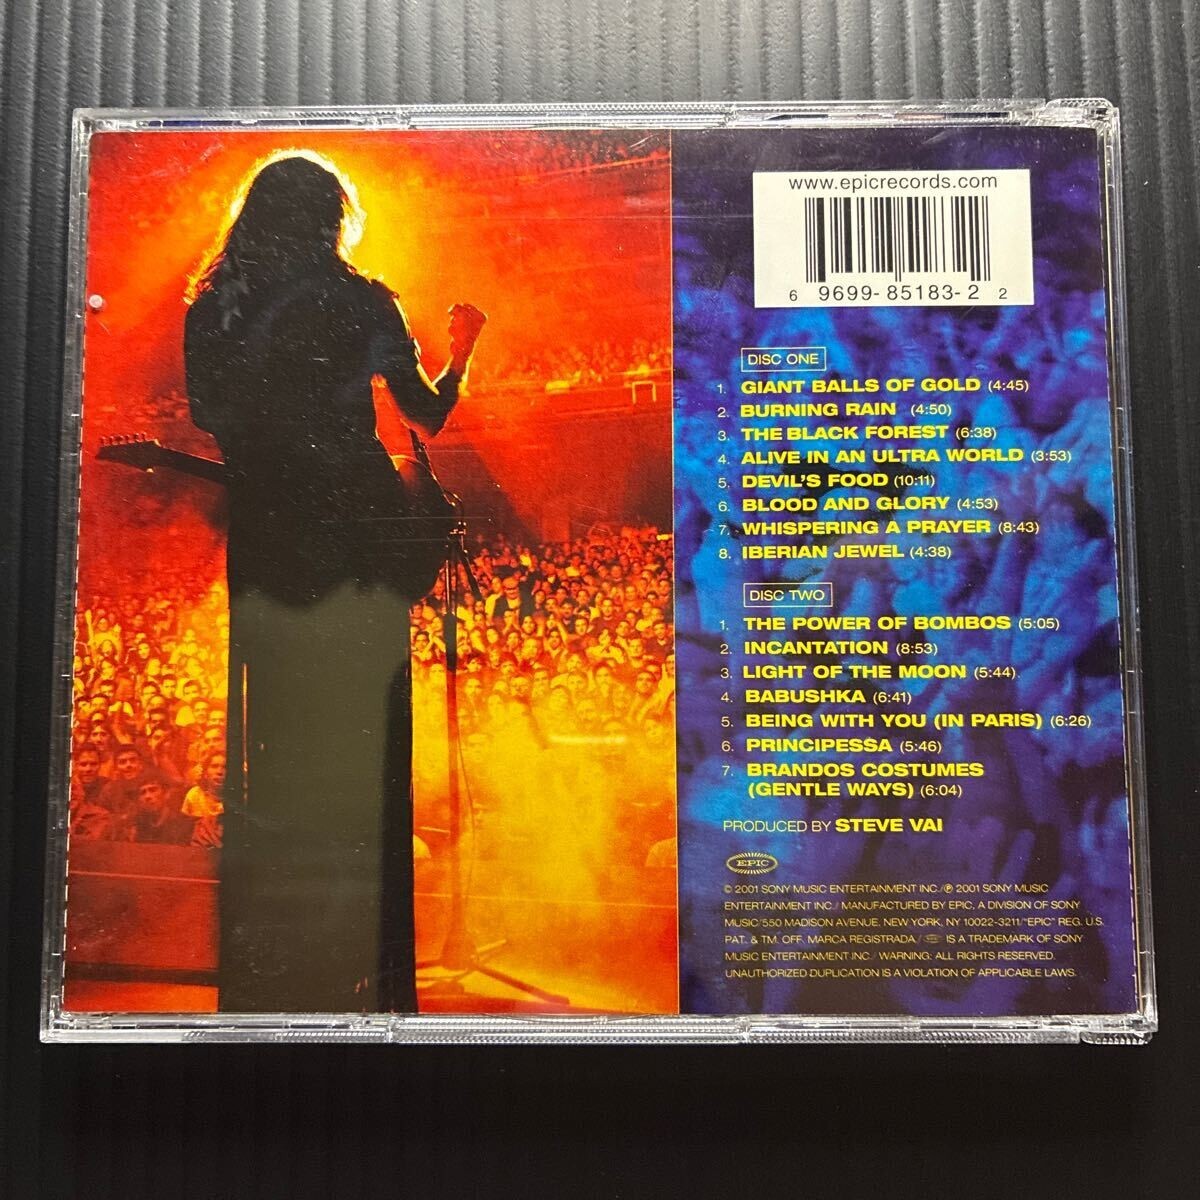 www.epicrecords.com
6 9699-85183-2 2
DISC ONE
1. GIANT BALLS OF GOLD (4:45)
2. BURNING RAIN (4:50)
3. THE BLACK FOREST (6:38)
4. ALIVE IN AN ULTRA WORLD (3:53)
5. DEVIL'S FOOD (10:11)
6. BLOOD AND GLORY (4:53)
7. WHISPERING A PRAYER (8:43)
8. IBERIAN JEWEL (4:38)
DISC TWO
1. THE POWER OF BOMBOS (5:05)
2. INCANTATION (8:53)
3. LIGHT OF THE MOON (5:44)
4. BABUSHKA (6:41)
5. BEING WITH YOU (IN PARIS) (6:26)
6. PRINCIPESSA (5:46)
7. BRANDOS COSTUMES
(GENTLE WAYS) (6:04)
PRODUCED BY STEVE VAI
EPIC
© 2001 SONY MUSIC ENTERTAINMENT INC./℗ 2001 SONY MUSIC
ENTERTAINMENT INC./ MANUFACTURED BY EPIC, A DIVISION OF SONY
MUSIC/550 MADISON AVENUE, NEW YORK, NY 10022-3211/"EPIC" REG. U.S.
PAT. & TM. OFF. MARCA REGISTRADA / EPIC IS A TRADEMARK OF SONY
MUSIC ENTERTAINMENT INC./ WARNING: ALL RIGHTS RESERVED.
UNAUTHORIZED DUPLICATION IS A VIOLATION OF APPLICABLE LAWS.